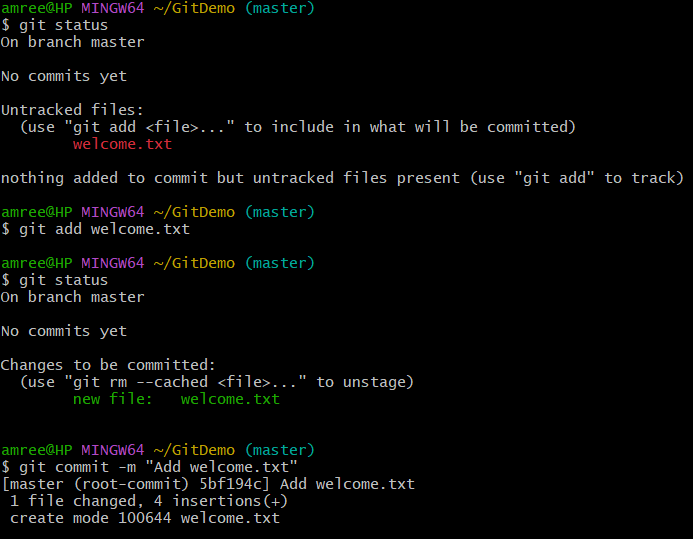 amree@HP MINGW64 ~/GitDemo (master)
$ git status
On branch master

No commits yet

Untracked files:
  (use "git add <file>..." to include in what will be committed)
        welcome.txt

nothing added to commit but untracked files present (use "git add" to track)

amree@HP MINGW64 ~/GitDemo (master)
$ git add welcome.txt

amree@HP MINGW64 ~/GitDemo (master)
$ git status
On branch master

No commits yet

Changes to be committed:
  (use "git rm --cached <file>..." to unstage)
        new file:   welcome.txt

amree@HP MINGW64 ~/GitDemo (master)
$ git commit -m "Add welcome.txt"
[master (root-commit) 5bf194c] Add welcome.txt
 1 file changed, 4 insertions(+)
 create mode 100644 welcome.txt